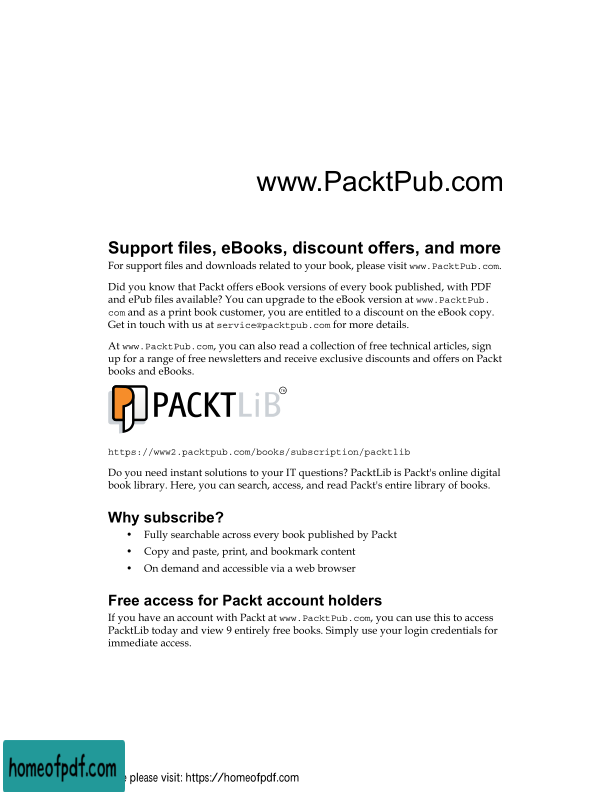 www.PacktPub.com
Support files, eBooks, discount offers, and more
For support files and downloads related to your book, please visit www.PacktPub.com.
Did you know that Packt offers eBook versions of every book published, with PDF
and ePub files available? You can upgrade to the eBook version at www.PacktPub.
com and as a print book customer, you are entitled to a discount on the eBook copy.
Get in touch with us at service@packtpub.com for more details.
At www.PacktPub.com, you can also read a collection of free technical articles, sign
up for a range of free newsletters and receive exclusive discounts and offers on Packt
books and eBooks.
PACKTLiB TM
https://www2.packtpub.com/books/subscription/packtlib
Do you need instant solutions to your IT questions? PacktLib is Packt's online digital
book library. Here, you can search, access, and read Packt's entire library of books.
Why subscribe?
• Fully searchable across every book published by Packt
• Copy and paste, print, and bookmark content
• On demand and accessible via a web browser
Free access for Packt account holders
If you have an account with Packt at www.PacktPub.com, you can use this to access
PacktLib today and view 9 entirely free books. Simply use your login credentials for
immediate access.
homeofpdf.com
please visit: https://homeofpdf.com